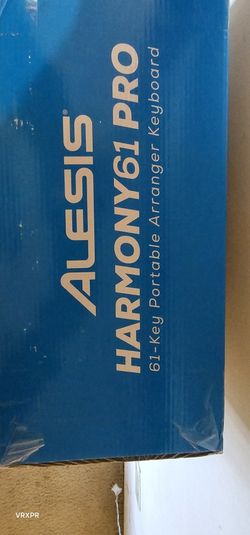 ALESIS®
HARMONY61 PRO
61-Key Portable Arranger Keyboard
VRXPR